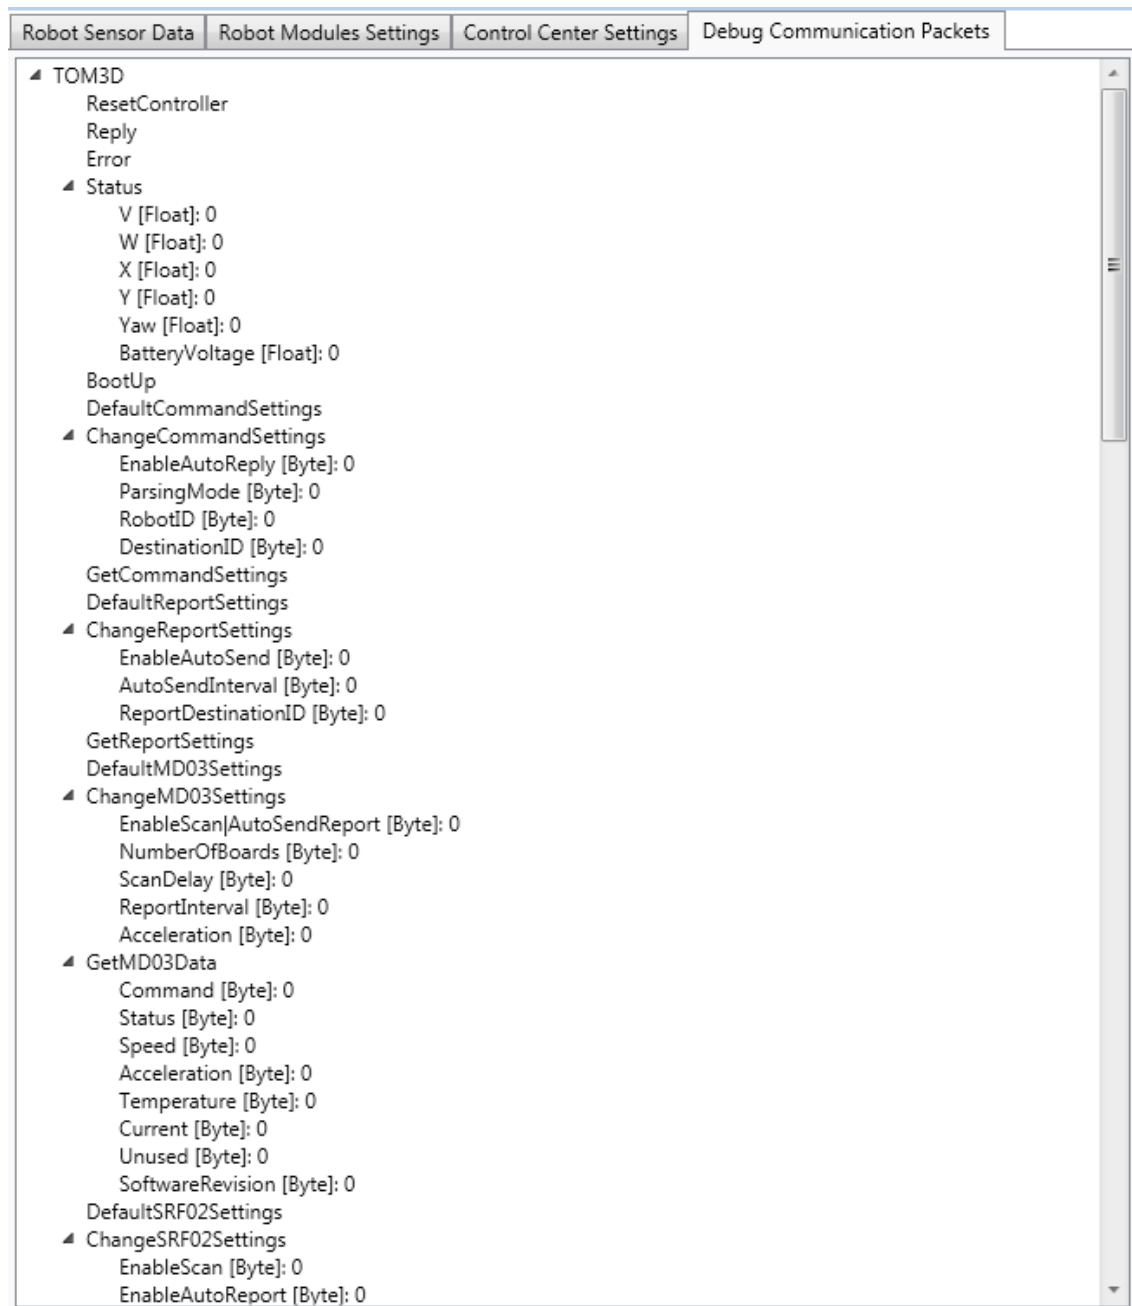 Robot Sensor Data Robot Modules Settings Control Center Settings Debug Communication Packets
TOM3D
ResetController
Reply
Error
Status
V [Float]: 0
W [Float]: 0
X [Float]: 0
Y [Float]: 0
Yaw [Float]: 0
BatteryVoltage [Float]: 0
BootUp
DefaultCommandSettings
ChangeCommandSettings
EnableAutoReply [Byte]: 0
ParsingMode [Byte]: 0
RobotID [Byte]: 0
DestinationID [Byte]: 0
GetCommandSettings
DefaultReportSettings
ChangeReportSettings
EnableAutoSend [Byte]: 0
AutoSendInterval [Byte]: 0
ReportDestinationID [Byte]: 0
GetReportSettings
DefaultMD03Settings
ChangeMD03Settings
EnableScan|AutoSendReport [Byte]: 0
NumberOfBoards [Byte]: 0
ScanDelay [Byte]: 0
ReportInterval [Byte]: 0
Acceleration [Byte]: 0
GetMD03Data
Command [Byte]: 0
Status [Byte]: 0
Speed [Byte]: 0
Acceleration [Byte]: 0
Temperature [Byte]: 0
Current [Byte]: 0
Unused [Byte]: 0
SoftwareRevision [Byte]: 0
DefaultSRF02Settings
ChangeSRF02Settings
EnableScan [Byte]: 0
EnableAutoReport [Byte]: 0